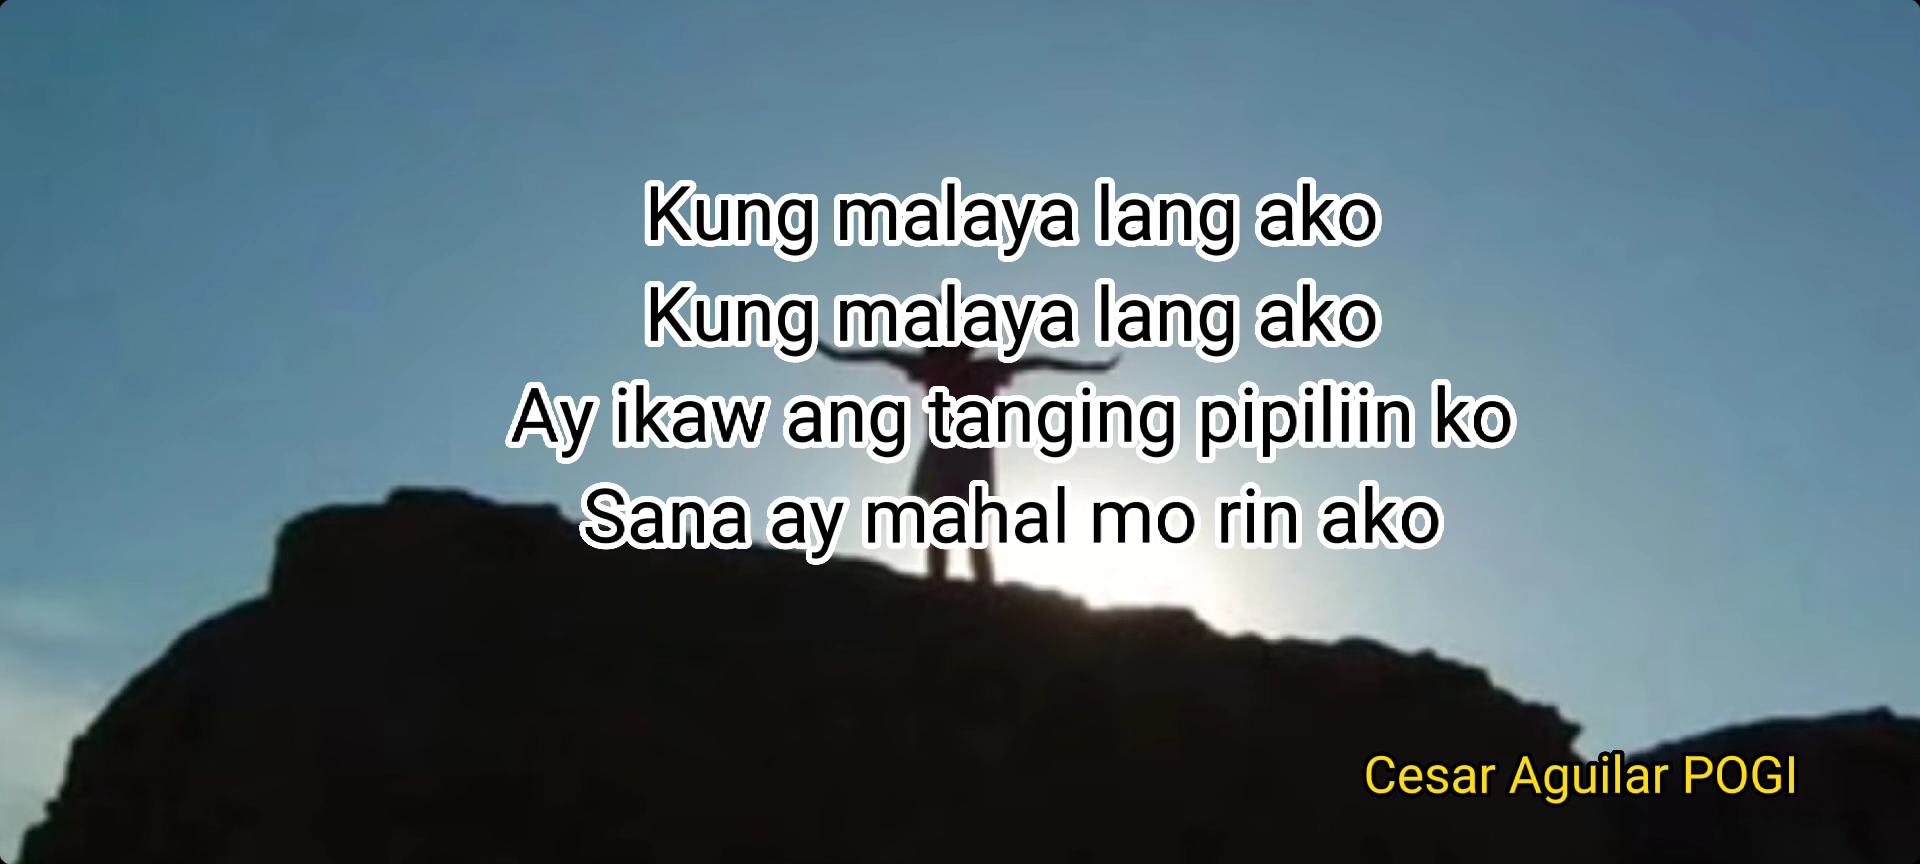 Kung malaya lang ako
Kung malaya lang ako
Ay ikaw ang tanging pipiliin ko
Sana ay mahal mo rin ako
Cesar Aguilar POGI